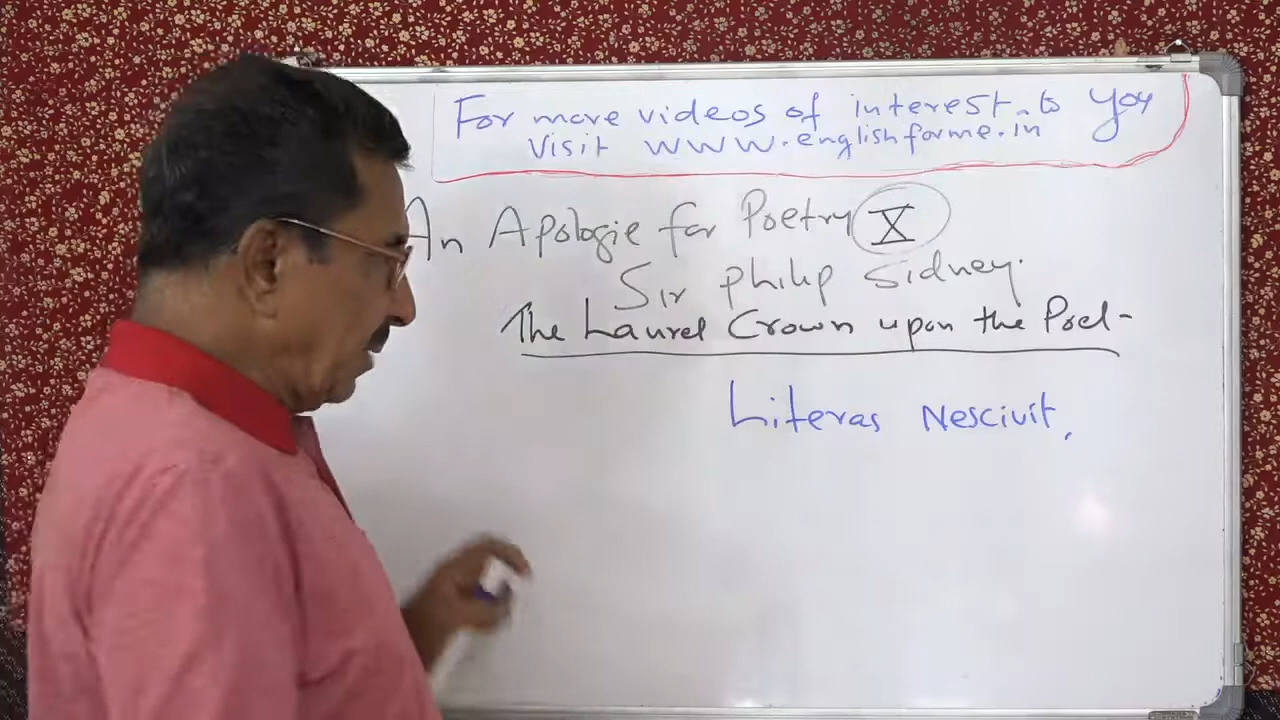 For more videos of interest to you
Visit www.englishforme.in
An Apologie for Poetry X
Sir Philip Sidney.
The Laurel Crown upon the Poet
Literas Nescivit,